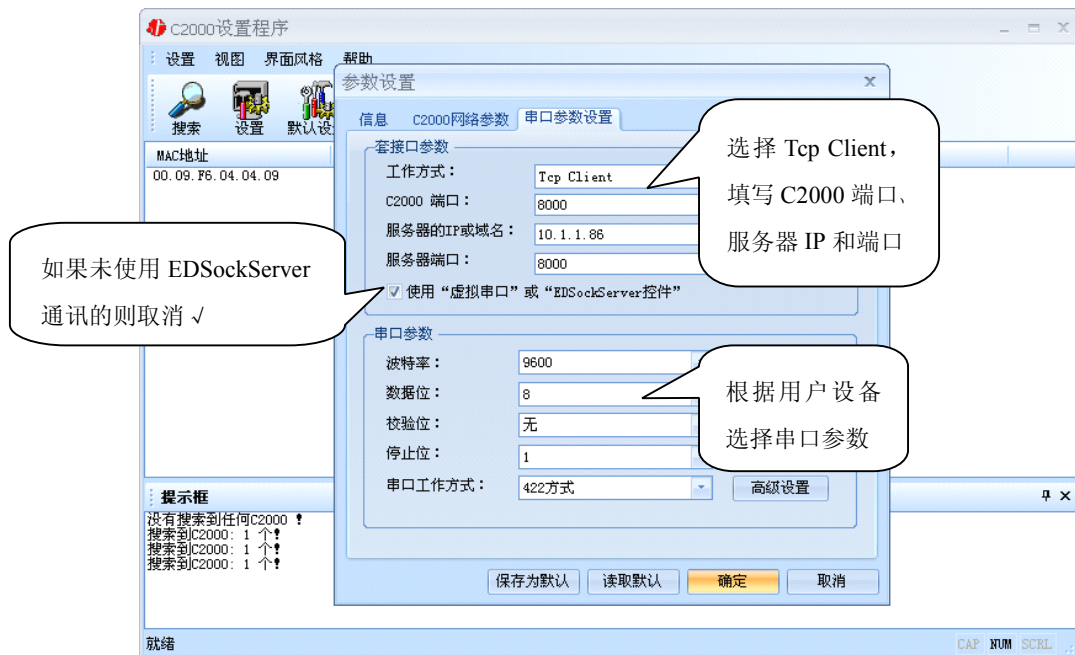 C2000设置程序
设置 视图 界面风格 帮助
搜索 设置
MAC地址
00.09.F6.04.04.09
参数设置
信息 C2000网络参数 串口参数设置
套接口参数
工作方式： Tcp Client
C2000 端口： 8000
服务器的IP或域名： 10.1.1.86
服务器端口： 8000
使用“虚拟串口”或“EDSockServer控件”
串口参数
波特率： 9600
数据位： 8
校验位： 无
停止位： 1
串口工作方式： 422方式 高级设置
保存为默认 读取默认 确定 取消
选择 Tcp Client，
填写 C2000 端口、
服务器 IP 和端口
如果未使用 EDSockServer
通讯的则取消 √
根据用户设备
选择串口参数
提示框
没有搜索到任何C2000 ！
搜索到C2000: 1 个!
搜索到C2000: 1 个!
搜索到C2000: 1 个!
就绪
CAP NUM SCRL